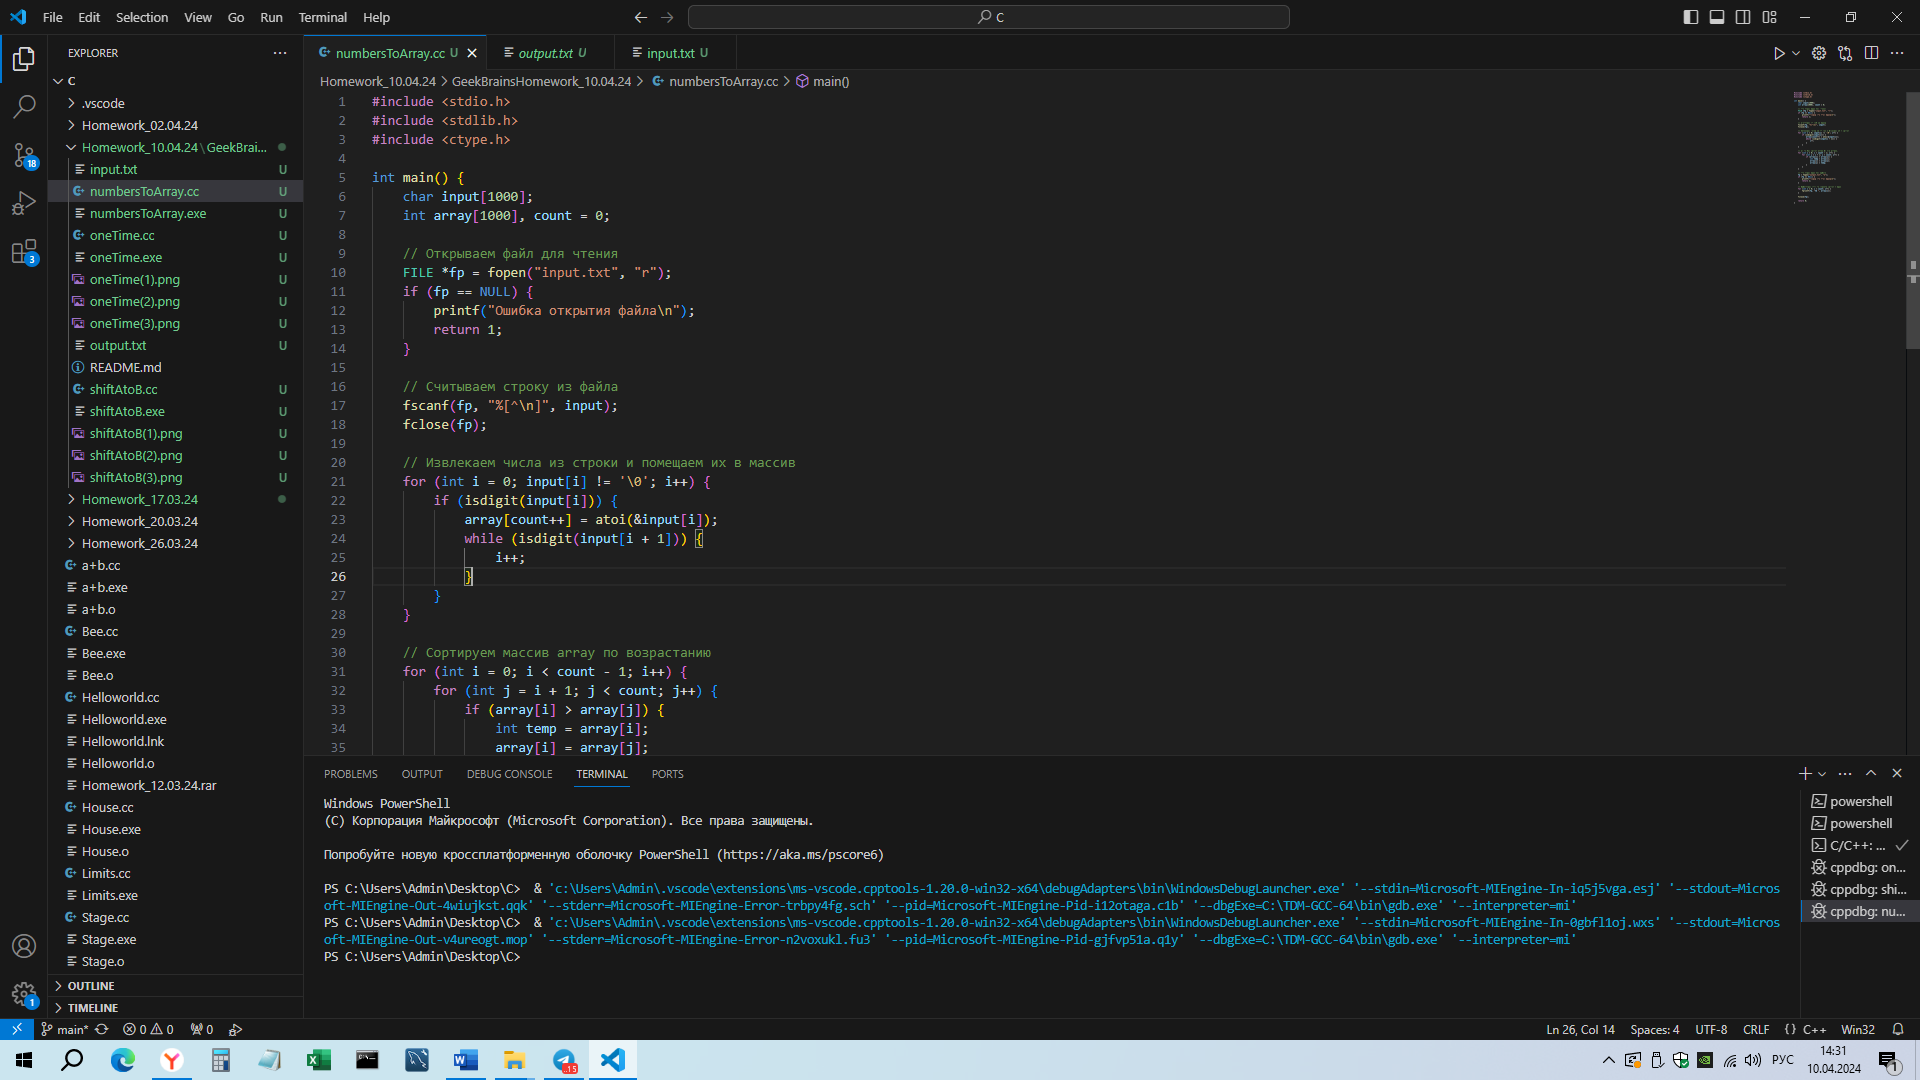 File Edit Selection View Go Run Terminal Help
C
EXPLORER
C
.vscode
Homework_02.04.24
Homework_10.04.24\GeekBrai...
input.txt U
numbersToArray.cc U
numbersToArray.exe U
oneTime.cc U
oneTime.exe U
oneTime(1).png U
oneTime(2).png U
oneTime(3).png U
output.txt U
README.md
shiftAtoB.cc U
shiftAtoB.exe U
shiftAtoB(1).png U
shiftAtoB(2).png U
shiftAtoB(3).png U
Homework_17.03.24
Homework_20.03.24
Homework_26.03.24
a+b.cc
a+b.exe
a+b.o
Bee.cc
Bee.exe
Bee.o
Helloworld.cc
Helloworld.exe
Helloworld.lnk
Helloworld.o
Homework_12.03.24.rar
House.cc
House.exe
House.o
Limits.cc
Limits.exe
Stage.cc
Stage.exe
Stage.o
OUTLINE
TIMELINE
18
3
1
numbersToArray.cc U output.txt U input.txt U
Homework_10.04.24 > GeekBrainsHomework_10.04.24 > numbersToArray.cc > main()
1 #include <stdio.h>
2 #include <stdlib.h>
3 #include <ctype.h>
4
5 int main() {
6 char input[1000];
7 int array[1000], count = 0;
8
9 // Открываем файл для чтения
10 FILE *fp = fopen("input.txt", "r");
11 if (fp == NULL) {
12 printf("Ошибка открытия файла\n");
13 return 1;
14 }
15
16 // Считываем строку из файла
17 fscanf(fp, "%[^\n]", input);
18 fclose(fp);
19
20 // Извлекаем числа из строки и помещаем их в массив
21 for (int i = 0; input[i] != '\0'; i++) {
22 if (isdigit(input[i])) {
23 array[count++] = atoi(&input[i]);
24 while (isdigit(input[i + 1])) {
25 i++;
26 }
27 }
28 }
29
30 // Сортируем массив array по возрастанию
31 for (int i = 0; i < count - 1; i++) {
32 for (int j = i + 1; j < count; j++) {
33 if (array[i] > array[j]) {
34 int temp = array[i];
35 array[i] = array[j];
PROBLEMS OUTPUT DEBUG CONSOLE TERMINAL PORTS
Windows PowerShell
(C) Корпорация Майкрософт (Microsoft Corporation). Все права защищены.
Попробуйте новую кроссплатформенную оболочку PowerShell (https://aka.ms/pscore6)
PS C:\Users\Admin\Desktop\C> & 'c:\Users\Admin\.vscode\extensions\ms-vscode.cpptools-1.20.0-win32-x64\debugAdapters\bin\WindowsDebugLauncher.exe' '--stdin=Microsoft-MIEngine-In-iq5j5vga.esj' '--stdout=Micros
oft-MIEngine-Out-4wiujkst.qqk' '--stderr=Microsoft-MIEngine-Error-trbpy4fg.sch' '--pid=Microsoft-MIEngine-Pid-i12otaga.c1b' '--dbgExe=C:\TDM-GCC-64\bin\gdb.exe' '--interpreter=mi'
PS C:\Users\Admin\Desktop\C> & 'c:\Users\Admin\.vscode\extensions\ms-vscode.cpptools-1.20.0-win32-x64\debugAdapters\bin\WindowsDebugLauncher.exe' '--stdin=Microsoft-MIEngine-In-0gbfl1oj.wxs' '--stdout=Micros
oft-MIEngine-Out-v4ureogt.mop' '--stderr=Microsoft-MIEngine-Error-n2voxukl.fu3' '--pid=Microsoft-MIEngine-Pid-gjfvp51a.q1y' '--dbgExe=C:\TDM-GCC-64\bin\gdb.exe' '--interpreter=mi'
PS C:\Users\Admin\Desktop\C>
powershell
powershell
C/C++: ...
cppdbg: on...
cppdbg: shi...
cppdbg: nu...
main* 0 0 0 Ln 26, Col 14 Spaces: 4 UTF-8 CRLF {} C++ Win32
..15 РУС 14:31
10.04.2024 1